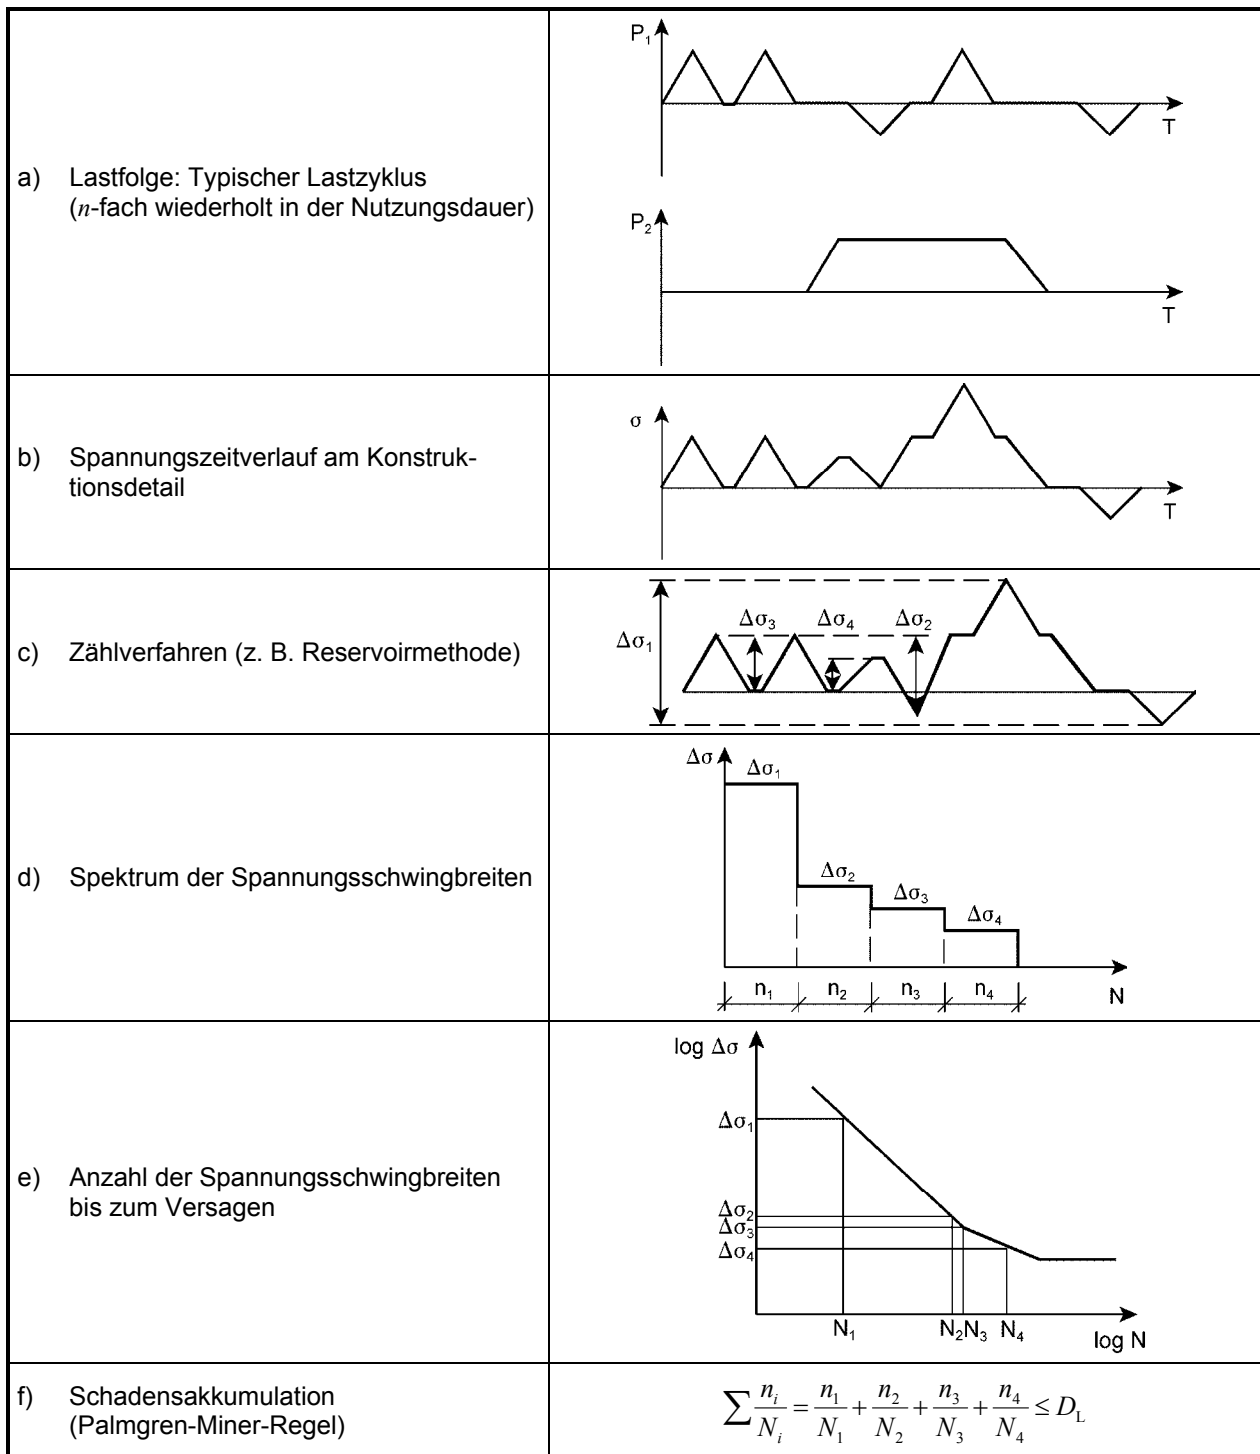 a) Lastfolge: Typischer Lastzyklus
(n-fach wiederholt in der Nutzungsdauer)
P₁
T
P₂
T
b) Spannungszeitverlauf am Konstruk-
tionsdetail
σ
T
c) Zählverfahren (z. B. Reservoirmethode)
Δσ₁
Δσ₃ Δσ₄ Δσ₂
d) Spektrum der Spannungsschwingbreiten
Δσ
Δσ₁
Δσ₂
Δσ₃
Δσ₄
n₁ n₂ n₃ n₄ N
e) Anzahl der Spannungsschwingbreiten
bis zum Versagen
log Δσ
Δσ₁
Δσ₂
Δσ₃
Δσ₄
N₁ N₂ N₃ N₄
log N
f) Schadensakkumulation
(Palmgren-Miner-Regel)
∑ nᵢ/Nᵢ = n₁/N₁ + n₂/N₂ + n₃/N₃ + n₄/N₄ ≤ D_L